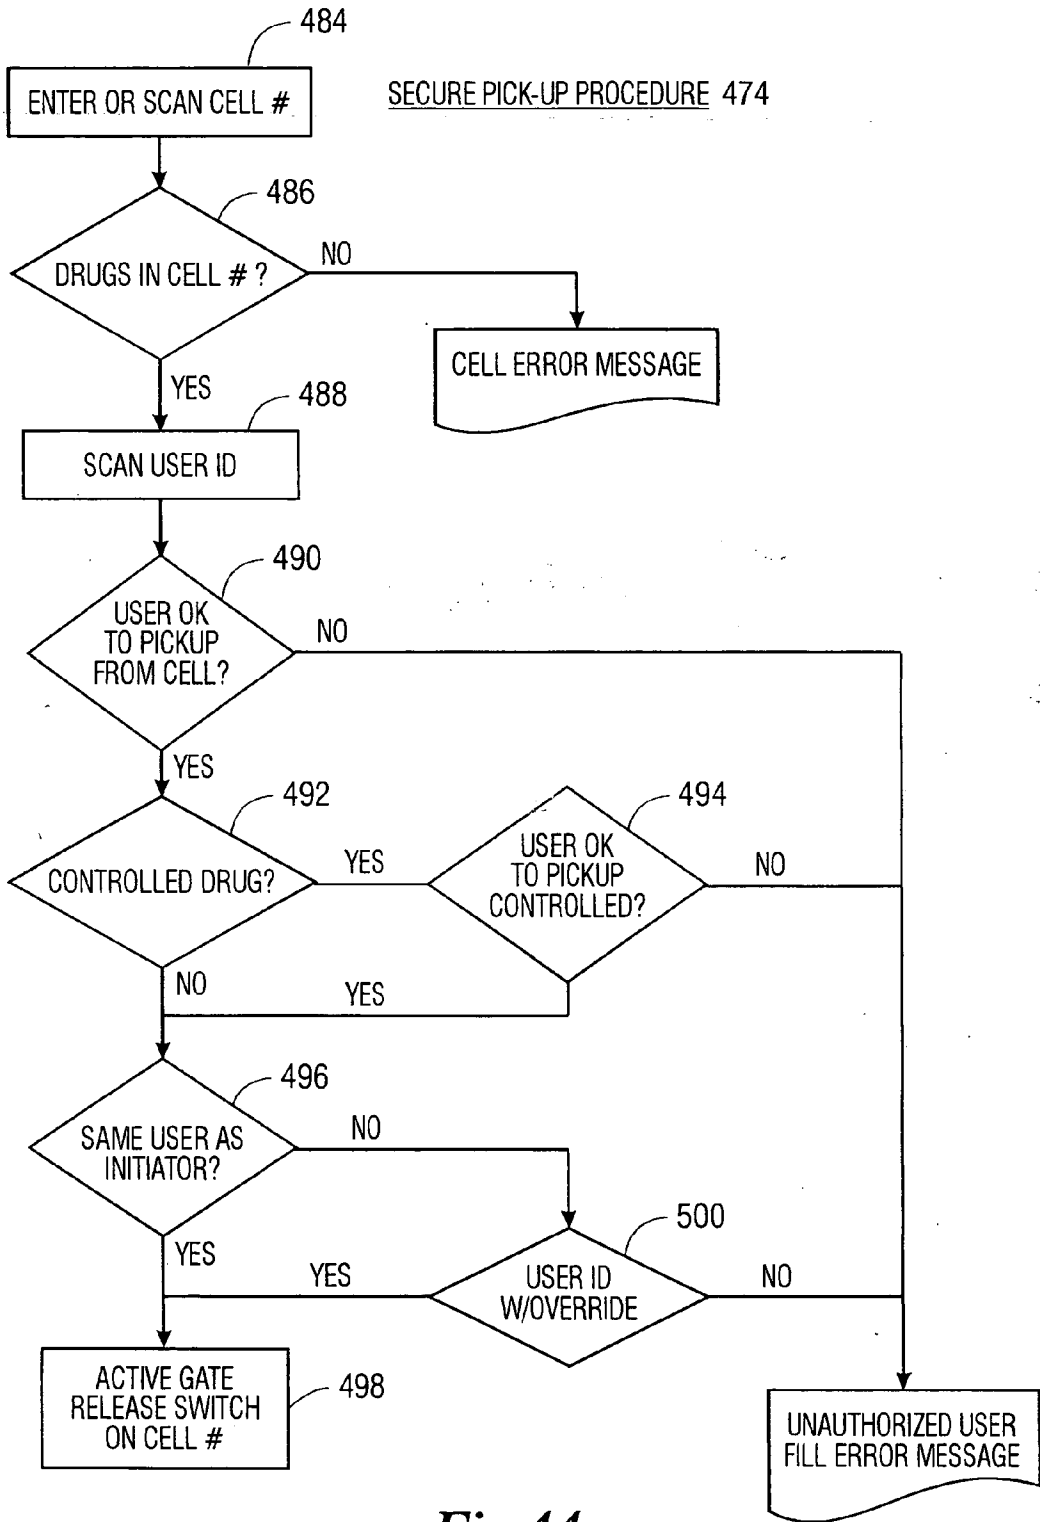 484
ENTER OR SCAN CELL #
SECURE PICK-UP PROCEDURE 474
486
DRUGS IN CELL # ?
NO
CELL ERROR MESSAGE
YES
488
SCAN USER ID
490
USER OK
TO PICKUP
FROM CELL?
NO
YES
492
CONTROLLED DRUG?
YES
494
USER OK
TO PICKUP
CONTROLLED?
NO
NO
YES
496
SAME USER AS
INITIATOR?
NO
YES
500
USER ID
W/OVERRIDE
YES
NO
ACTIVE GATE
RELEASE SWITCH
ON CELL #
498
UNAUTHORIZED USER
FILL ERROR MESSAGE
Fig. 44